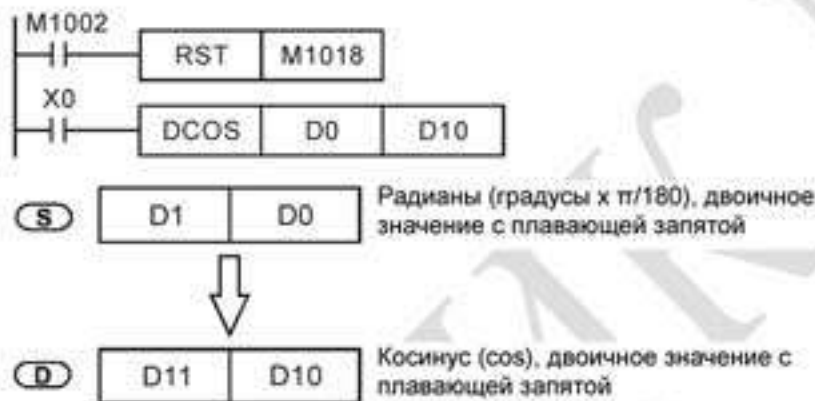 M1002
RST M1018
X0
DCOS D0 D10
S D1 D0 Радианы (градусы x π/180), двоичное
значение с плавающей запятой
D D11 D10 Косинус (cos), двоичное значение с
плавающей запятой